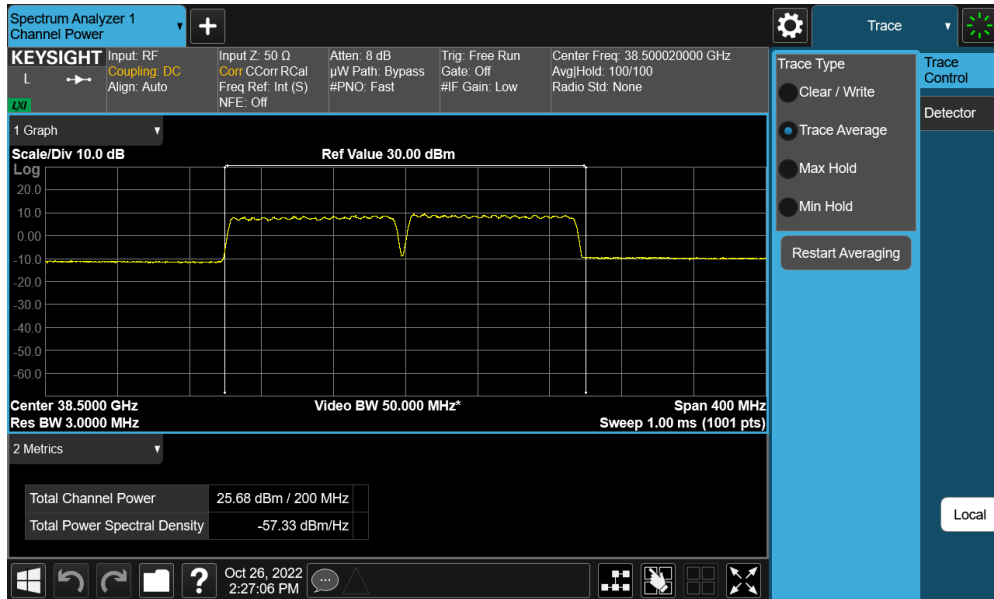 Spectrum Analyzer 1
Channel Power
+
Trace
KEYSIGHT
L
LXI
Input: RF
Coupling: DC
Align: Auto
Input Z: 50 Ω
Corr CCorr RCal
Freq Ref: Int (S)
NFE: Off
Atten: 8 dB
µW Path: Bypass
#PNO: Fast
Trig: Free Run
Gate: Off
#IF Gain: Low
Center Freq: 38.500020000 GHz
Avg|Hold: 100/100
Radio Std: None
Trace Type
Clear / Write
Trace Average
Max Hold
Min Hold
Restart Averaging
Trace
Control
Detector
Local
1 Graph
Scale/Div 10.0 dB
Ref Value 30.00 dBm
Log
20.0
10.0
0.00
-10.0
-20.0
-30.0
-40.0
-50.0
-60.0
Center 38.5000 GHz
Video BW 50.000 MHz*
Span 400 MHz
Res BW 3.0000 MHz
Sweep 1.00 ms (1001 pts)
2 Metrics
Total Channel Power 25.68 dBm / 200 MHz
Total Power Spectral Density -57.33 dBm/Hz
?
Oct 26, 2022
2:27:06 PM